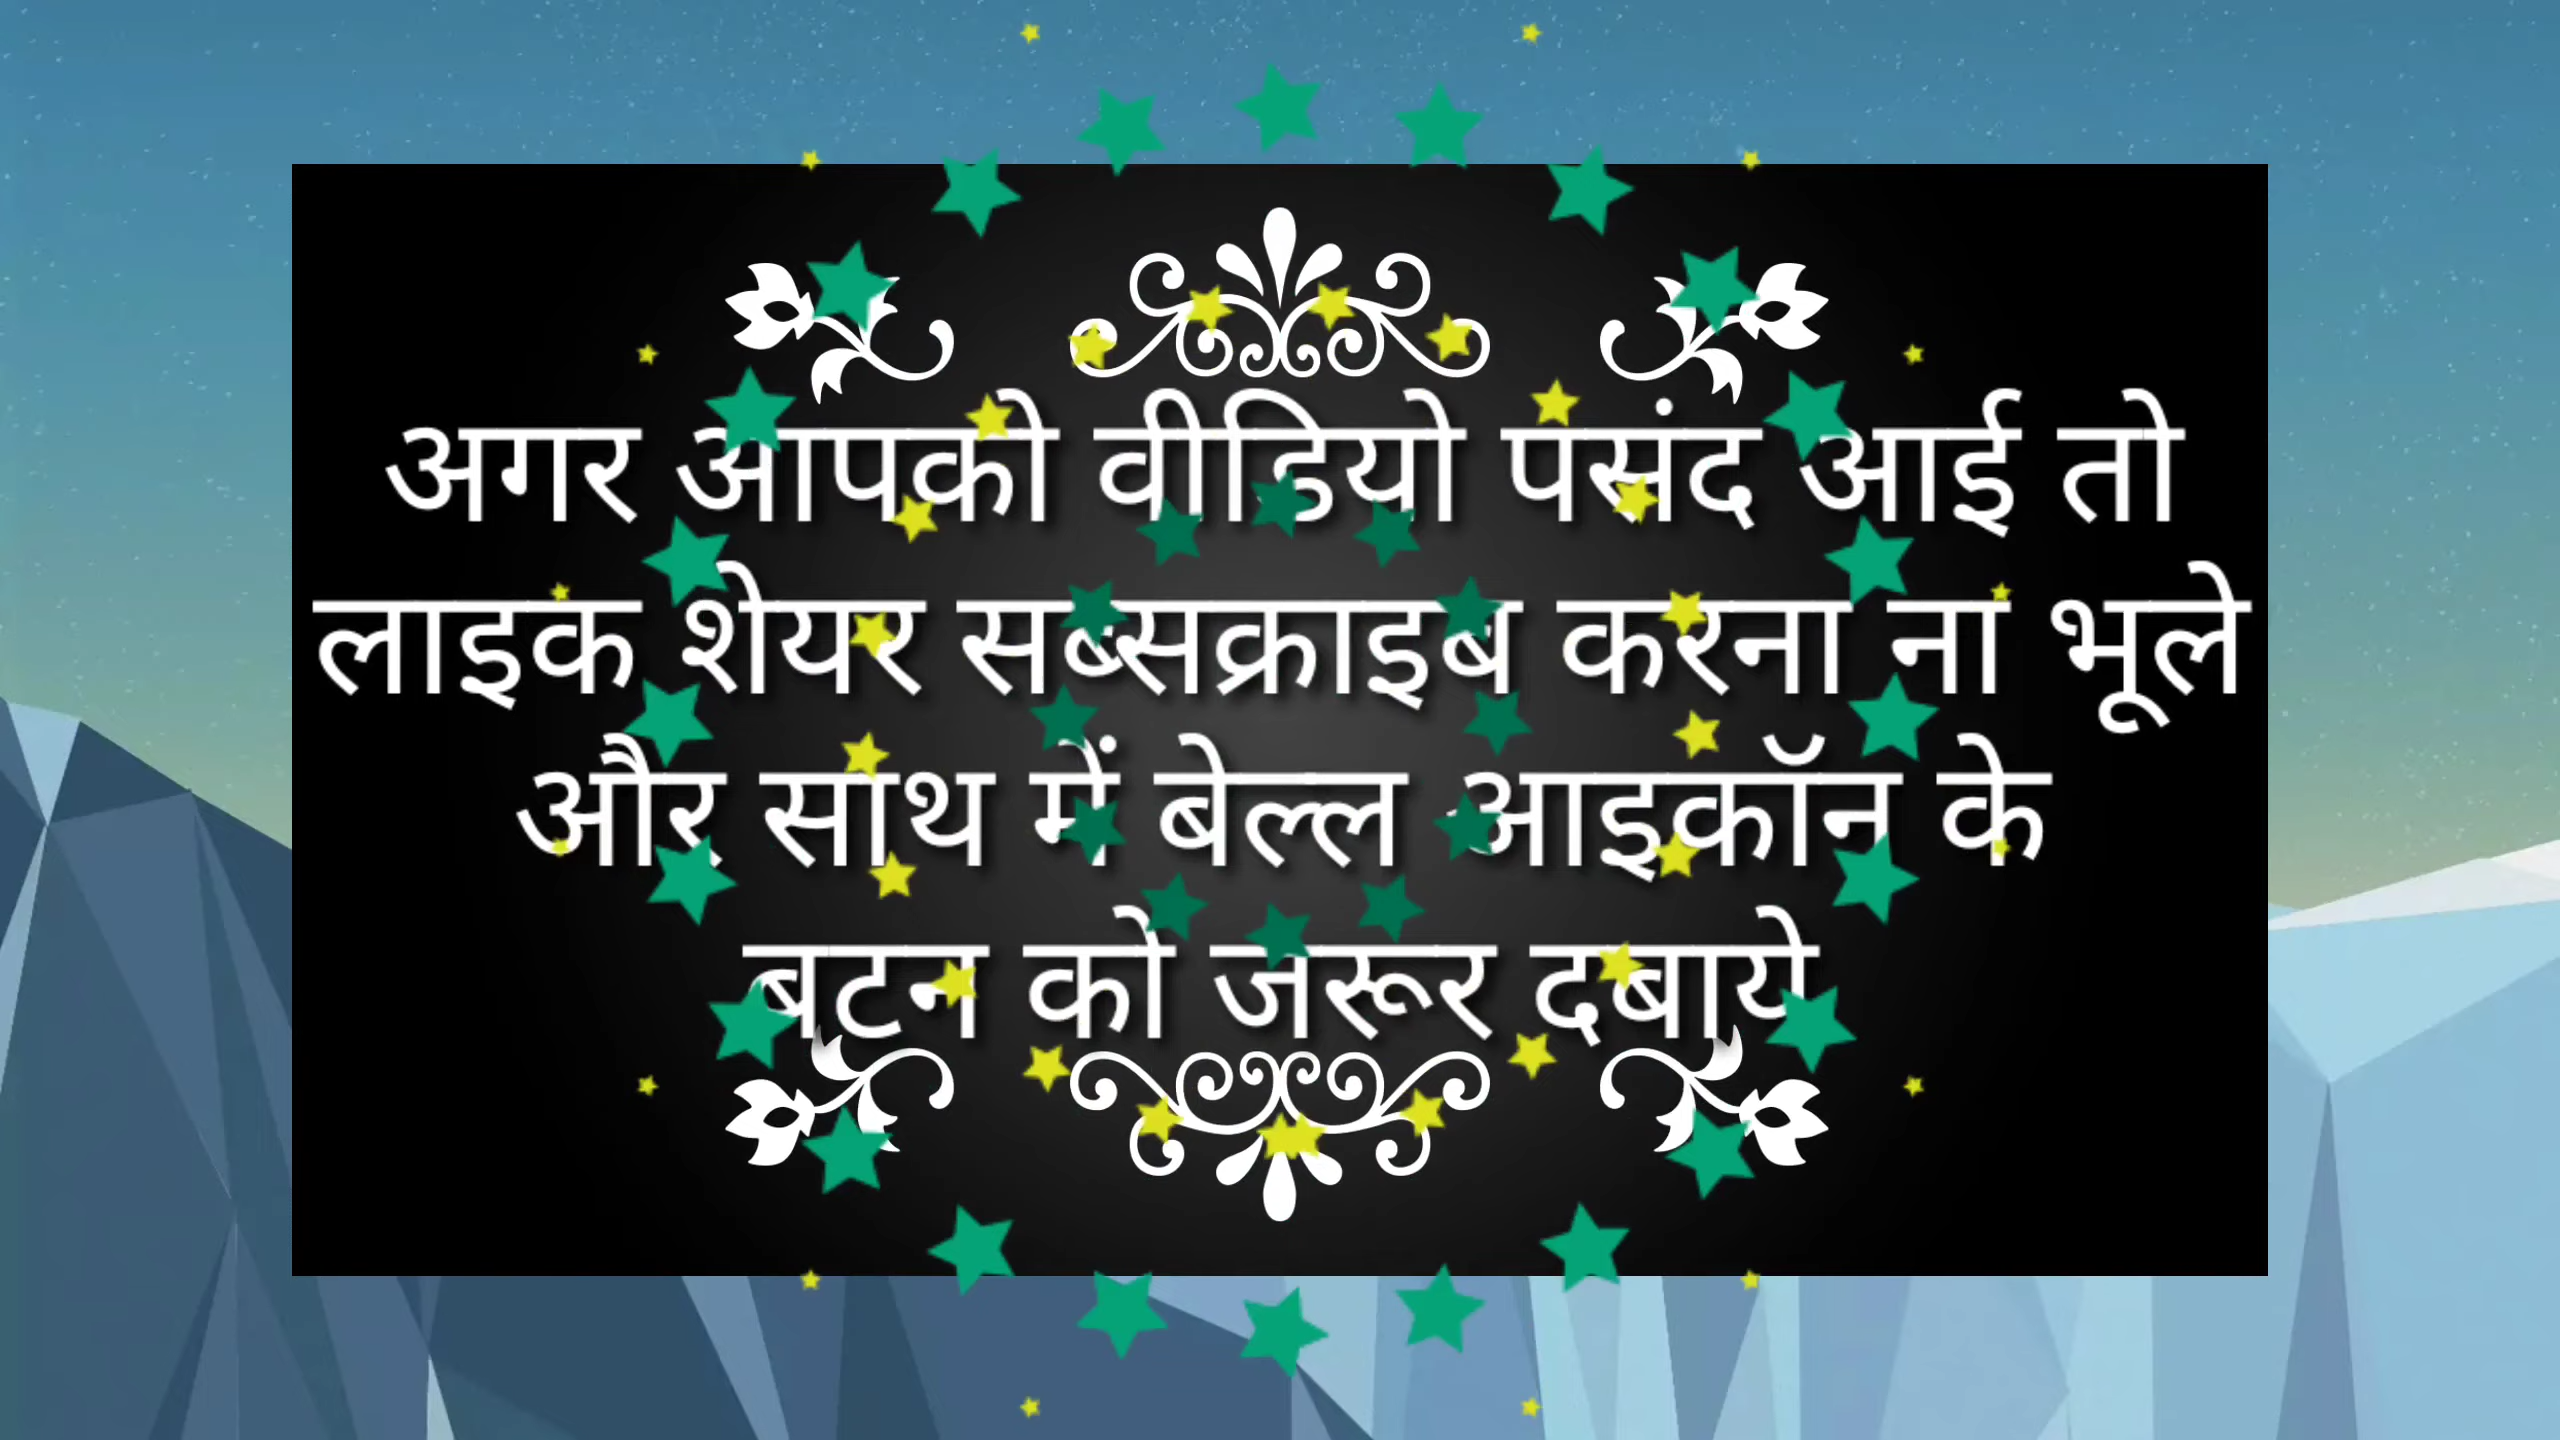 अगर आपको वीडियो पसंद आई तो
लाइक शेयर सब्सक्राइब करना ना भूले
और साथ में बेल्ल आइकॉन के
बटन को जरूर दबाये